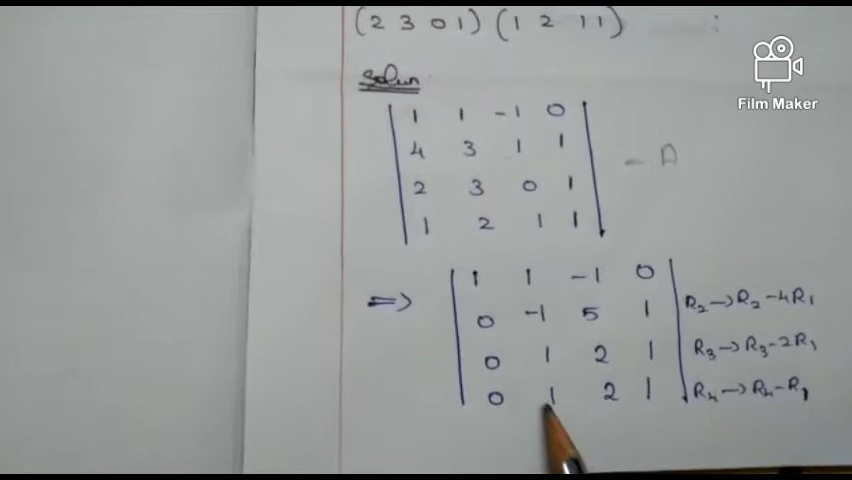 (2 3 0 1) (1 2 1 1)
Film Maker
Solun
1 1 -1 0
4 3 1 1
2 3 0 1
1 2 1 1
- A
=> 1 1 -1 0
0 -1 5 1 R2→R2-4R1
0 1 2 1 R3→R3-2R1
0 1 2 1 R4→R4-R1